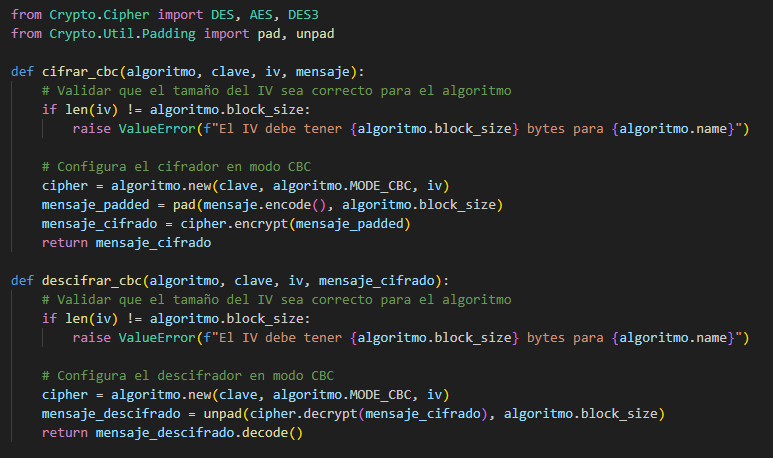 from Crypto.Cipher import DES, AES, DES3
from Crypto.Util.Padding import pad, unpad

def cifrar_cbc(algoritmo, clave, iv, mensaje):
    # Validar que el tamaño del IV sea correcto para el algoritmo
    if len(iv) != algoritmo.block_size:
        raise ValueError(f"El IV debe tener {algoritmo.block_size} bytes para {algoritmo.name}")

    # Configura el cifrador en modo CBC
    cipher = algoritmo.new(clave, algoritmo.MODE_CBC, iv)
    mensaje_padded = pad(mensaje.encode(), algoritmo.block_size)
    mensaje_cifrado = cipher.encrypt(mensaje_padded)
    return mensaje_cifrado

def descifrar_cbc(algoritmo, clave, iv, mensaje_cifrado):
    # Validar que el tamaño del IV sea correcto para el algoritmo
    if len(iv) != algoritmo.block_size:
        raise ValueError(f"El IV debe tener {algoritmo.block_size} bytes para {algoritmo.name}")

    # Configura el descifrador en modo CBC
    cipher = algoritmo.new(clave, algoritmo.MODE_CBC, iv)
    mensaje_descifrado = unpad(cipher.decrypt(mensaje_cifrado), algoritmo.block_size)
    return mensaje_descifrado.decode()